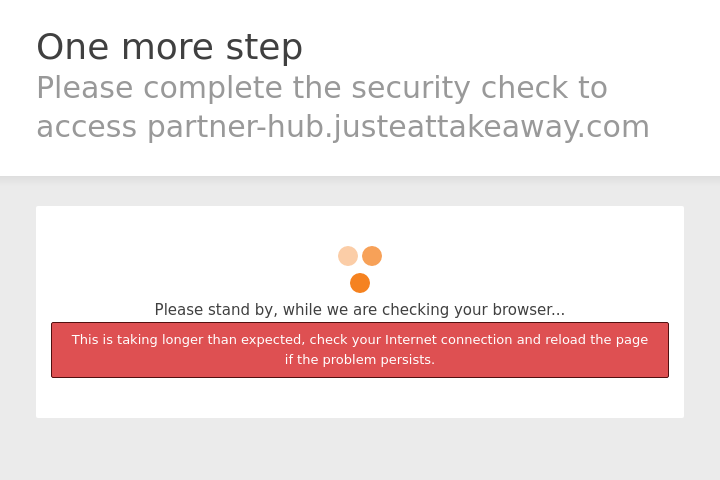 One more step
Please complete the security check to
access partner-hub.justeattakeaway.com
Please stand by, while we are checking your browser...
This is taking longer than expected, check your Internet connection and reload the page
if the problem persists.